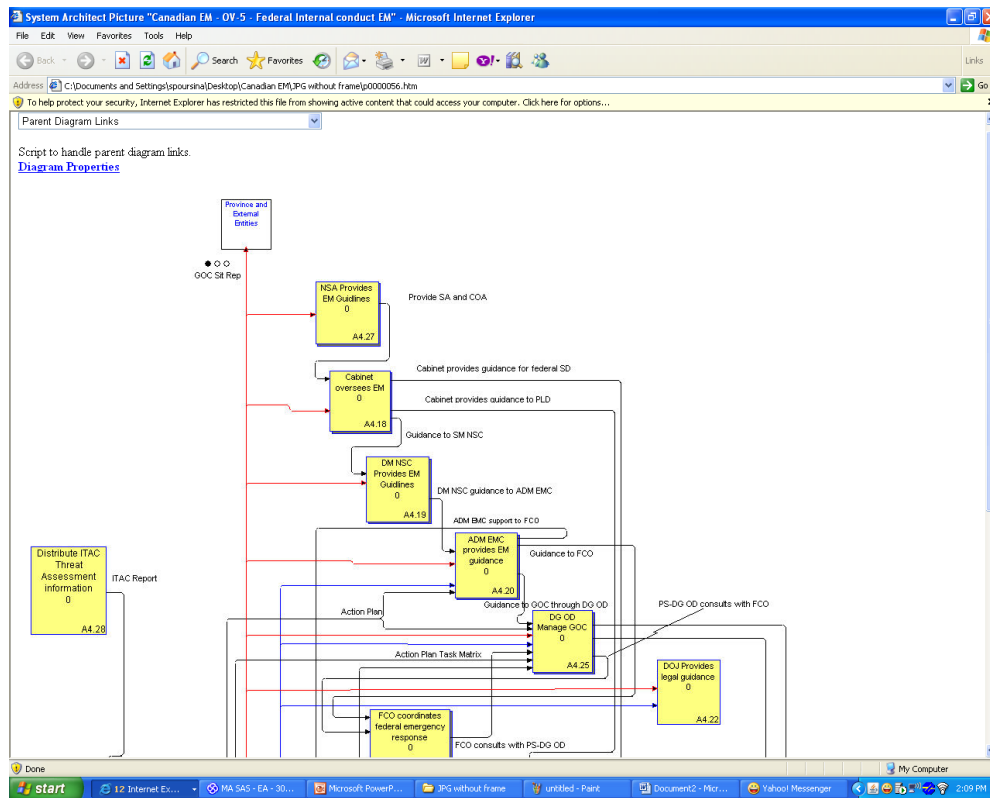 System Architect Picture "Canadian EM - OV-5 - Federal Internal conduct EM" - Microsoft Internet Explorer
File Edit View Favorites Tools Help
Back Search Favorites Links
Address C:\Documents and Settings\spoursina\Desktop\Canadian EM\JPG without frame\p0000056.htm Go
To help protect your security, Internet Explorer has restricted this file from showing active content that could access your computer. Click here for options...
Parent Diagram Links
Script to handle parent diagram links.
Diagram Properties
Province and
External
Entities
GOC Sit Rep
NSA Provides
EM Guidlines
0
A4.27
Provide SA and COA
Cabinet provides guidance for federal SD
Cabinet
oversees EM
0
A4.18
Cabinet provides guidance to PLD
Guidance to SM NSC
DM NSC
Provides EM
Guidlines
0
A4.19
DM NSC guidance to ADM EMC
ADM EMC support to FCO
ADM EMC
provides EM
guidance
0
A4.20
Guidance to FCO
Distribute ITAC
Threat
Assessment
information
0
A4.28
ITAC Report
Action Plan
Guidance to GOC through DG OD
PS-DG OD consults with FCO
DG OD
Manage GOC
0
A4.25
Action Plan Task Matrix
DOJ Provides
legal guidance
0
A4.22
FCO coordinates
federal emergency
response
0
FCO consults with PS-DG OD
Done My Computer
start 12 Internet Ex... MA SAS - EA - 30... Microsoft PowerP... JPG without frame untitled - Paint Document2 - Micr... Yahoo! Messenger 2:09 PM